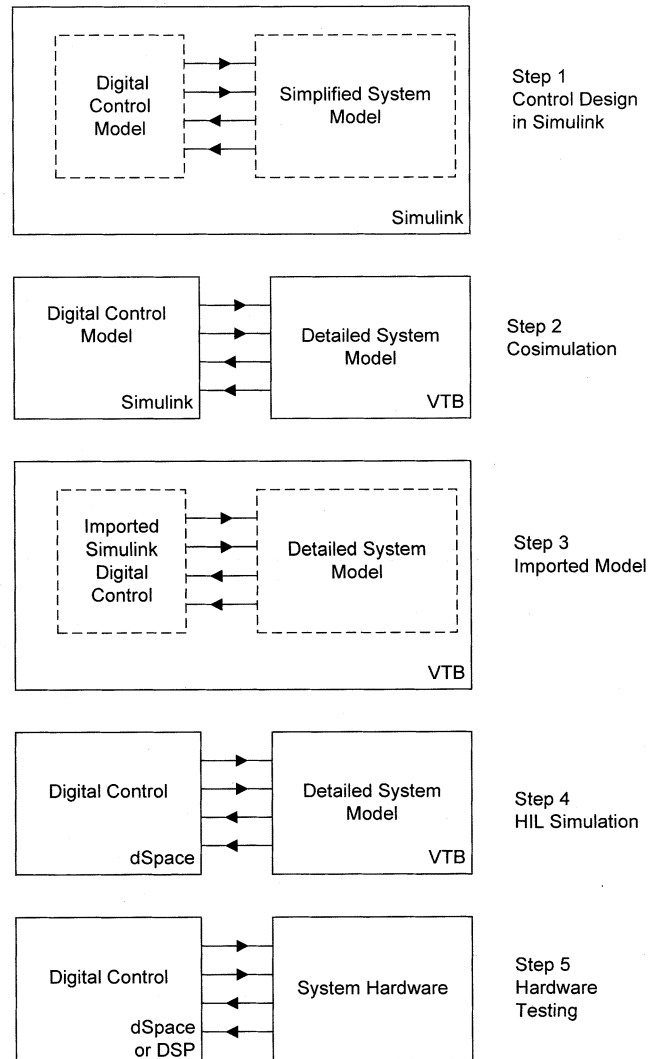 Digital
Control
Model
Simplified System
Model
Simulink
Step 1
Control Design
in Simulink
Digital Control
Model
Simulink
Detailed System
Model
VTB
Step 2
Cosimulation
Imported
Simulink
Digital
Control
Detailed System
Model
VTB
Step 3
Imported Model
Digital Control
dSpace
Detailed System
Model
VTB
Step 4
HIL Simulation
Digital Control
dSpace
or DSP
System Hardware
Step 5
Hardware
Testing